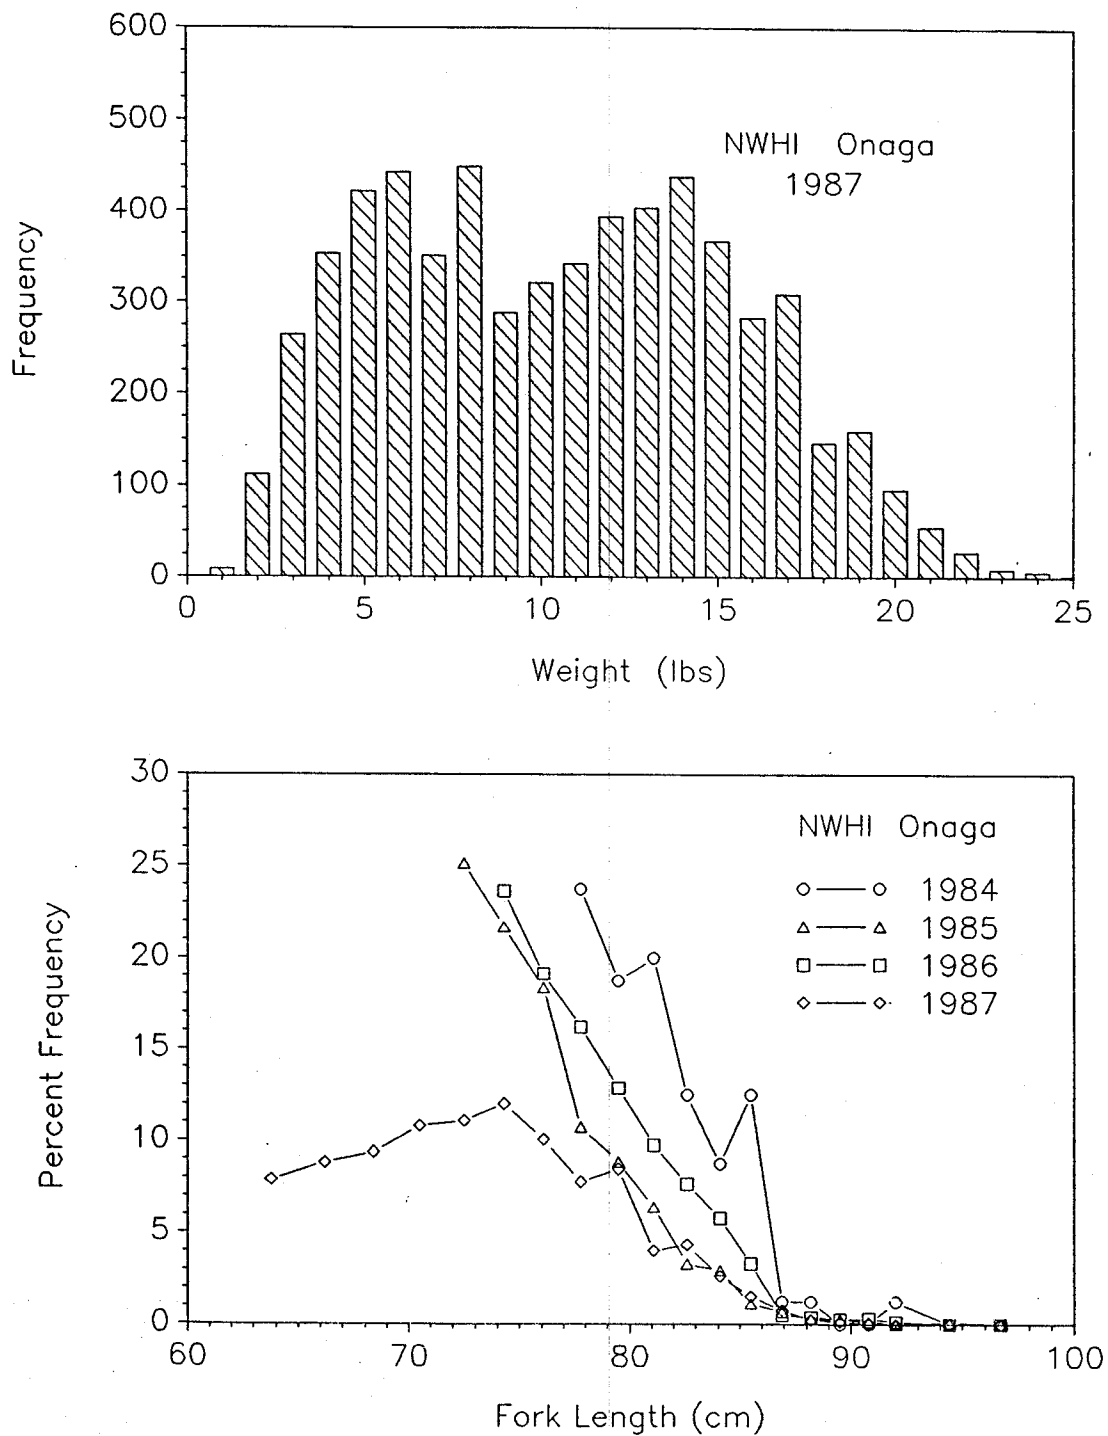 600
500
400
300
200
100
0
Frequency
NWHI Onaga
1987
0 5 10 15 20 25
Weight (lbs)
30
25
20
15
10
5
0
Percent Frequency
NWHI Onaga
1984
1985
1986
1987
60 70 80 90 100
Fork Length (cm)